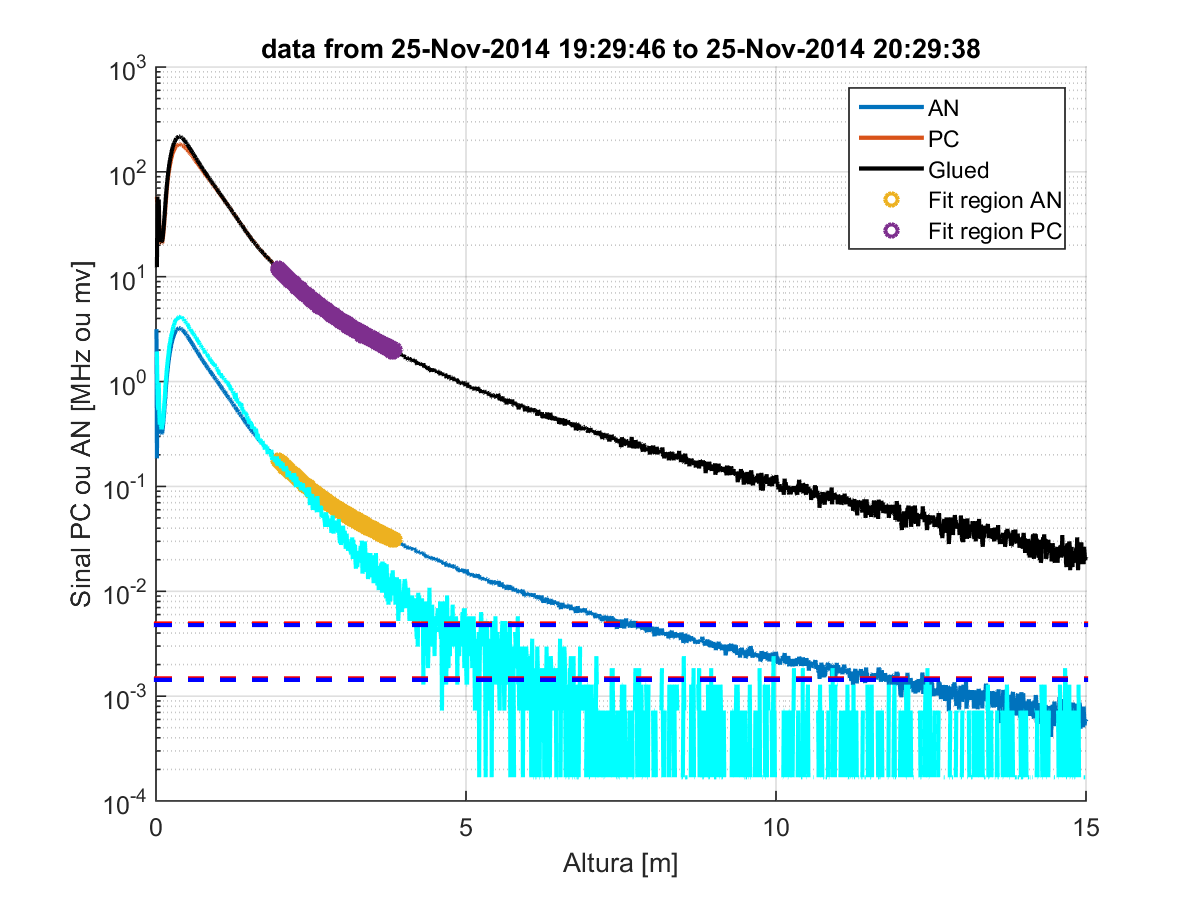 data from 25-Nov-2014 19:29:46 to 25-Nov-2014 20:29:38
10^3
10^2
10^1
10^0
10^-1
10^-2
10^-3
10^-4
Sinal PC ou AN [MHz ou mv]
AN
PC
Glued
Fit region AN
Fit region PC
0 5 10 15
Altura [m]